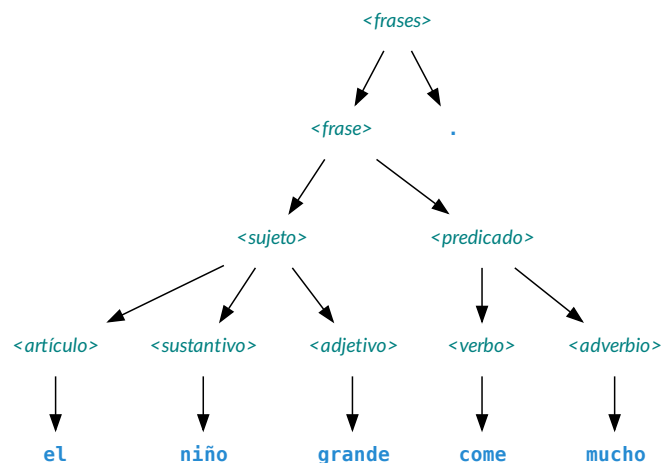 <frases>
<frase> .
<sujeto> <predicado>
<artículo> <sustantivo> <adjetivo> <verbo> <adverbio>
el niño grande come mucho